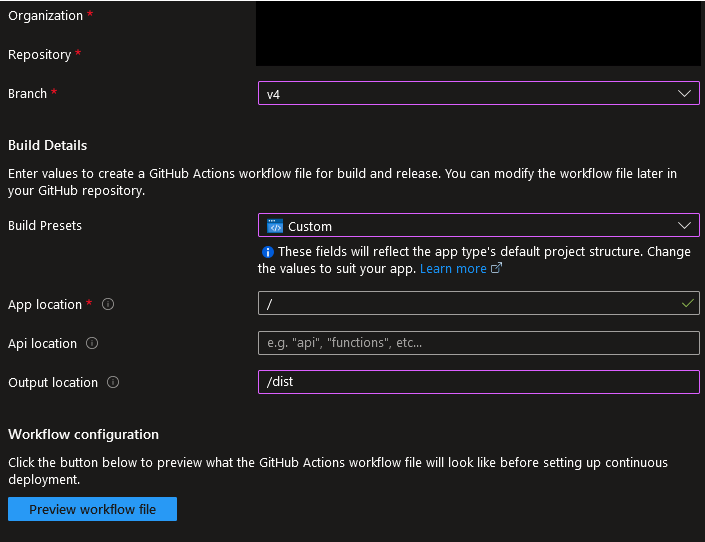 Organization *
Repository *
Branch *
v4
Build Details
Enter values to create a GitHub Actions workflow file for build and release. You can modify the workflow file later in
your GitHub repository.
Build Presets
Custom
These fields will reflect the app type's default project structure. Change
the values to suit your app. Learn more
App location *
/
Api location
e.g. "api", "functions", etc...
Output location
/dist
Workflow configuration
Click the button below to preview what the GitHub Actions workflow file will look like before setting up continuous
deployment.
Preview workflow file